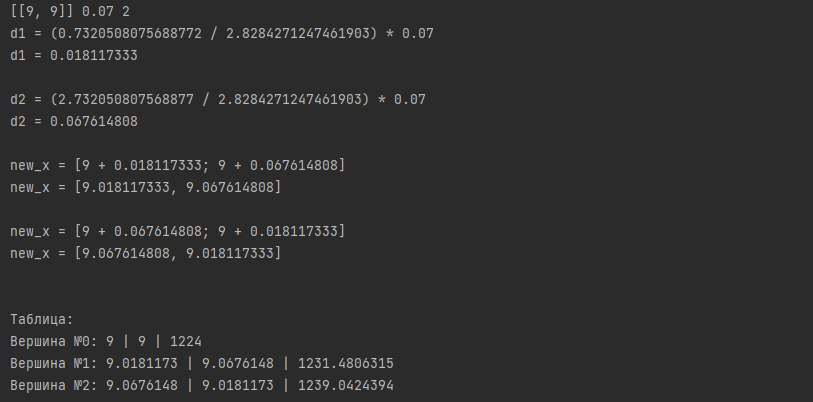 [[9, 9]] 0.07 2
d1 = (0.7320508075688772 / 2.8284271247461903) * 0.07
d1 = 0.018117333
d2 = (2.732050807568877 / 2.8284271247461903) * 0.07
d2 = 0.067614808
new_x = [9 + 0.018117333; 9 + 0.067614808]
new_x = [9.018117333, 9.067614808]
new_x = [9 + 0.067614808; 9 + 0.018117333]
new_x = [9.067614808, 9.018117333]
Таблица:
Вершина №0: 9 | 9 | 1224
Вершина №1: 9.0181173 | 9.0676148 | 1231.4806315
Вершина №2: 9.0676148 | 9.0181173 | 1239.0424394